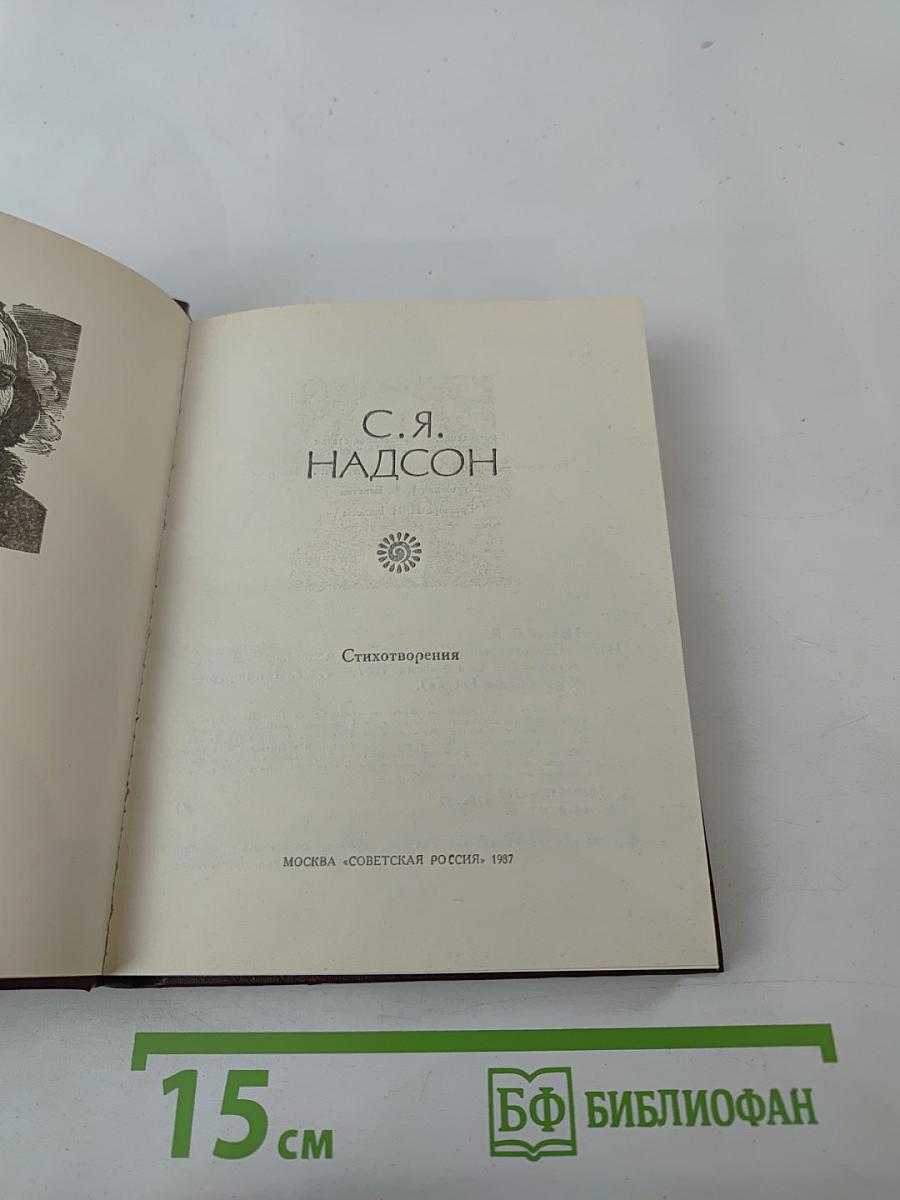 С.Я.
НАДСОН
Стихотворения
МОСКВА «СОВЕТСКАЯ РОССИЯ» 1987
15 см
БФ БИБЛИОФАН